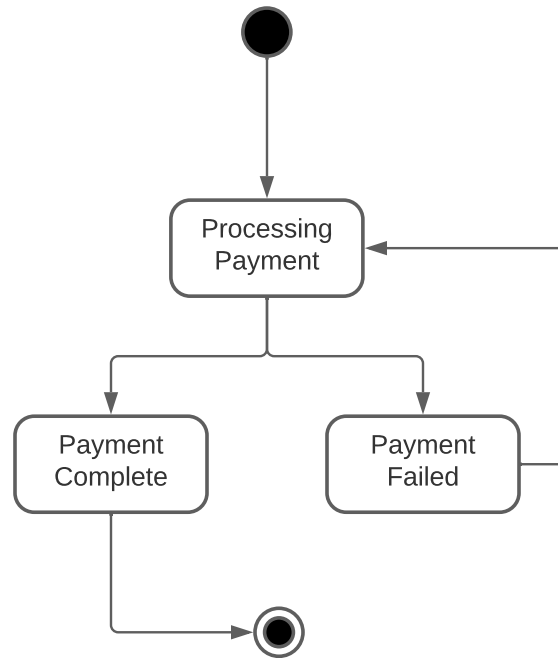 Processing
Payment
Payment
Complete
Payment
Failed